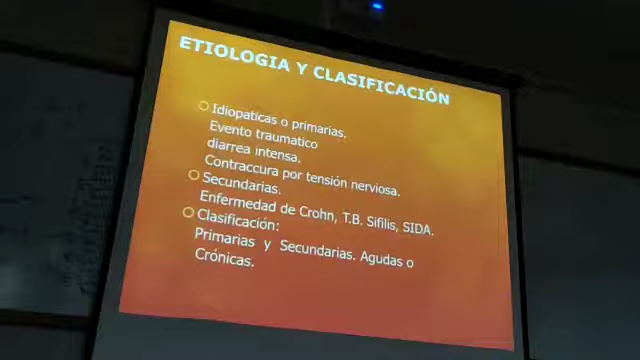 ETIOLOGIA Y CLASIFICACIÓN
Idiopaticas o primarias.
Evento traumatico
diarrea intensa.
Contraccura por tensión nerviosa.
Secundarias.
Enfermedad de Crohn, T.B. Sifilis, SIDA.
Clasificación:
Primarias y Secundarias. Agudas o
Crónicas.